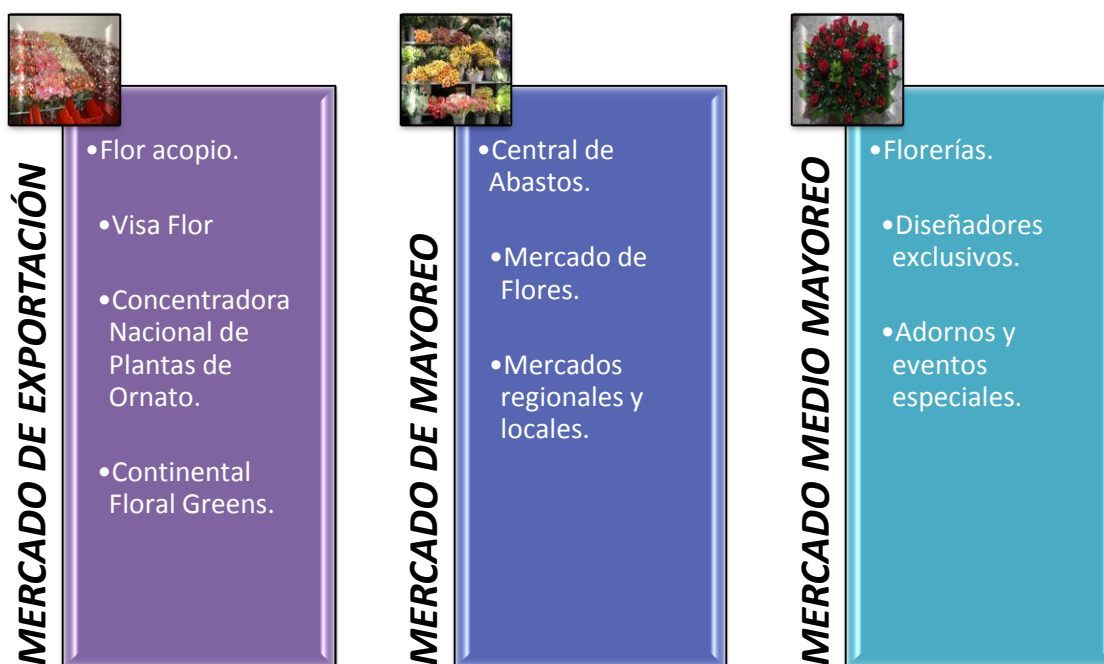 MERCADO DE EXPORTACIÓN
•Flor acopio.
•Visa Flor
•Concentradora
Nacional de
Plantas de
Ornato.
•Continental
Floral Greens.
MERCADO DE MAYOREO
•Central de
Abastos.
•Mercado de
Flores.
•Mercados
regionales y
locales.
MERCADO MEDIO MAYOREO
•Florerías.
•Diseñadores
exclusivos.
•Adornos y
eventos
especiales.